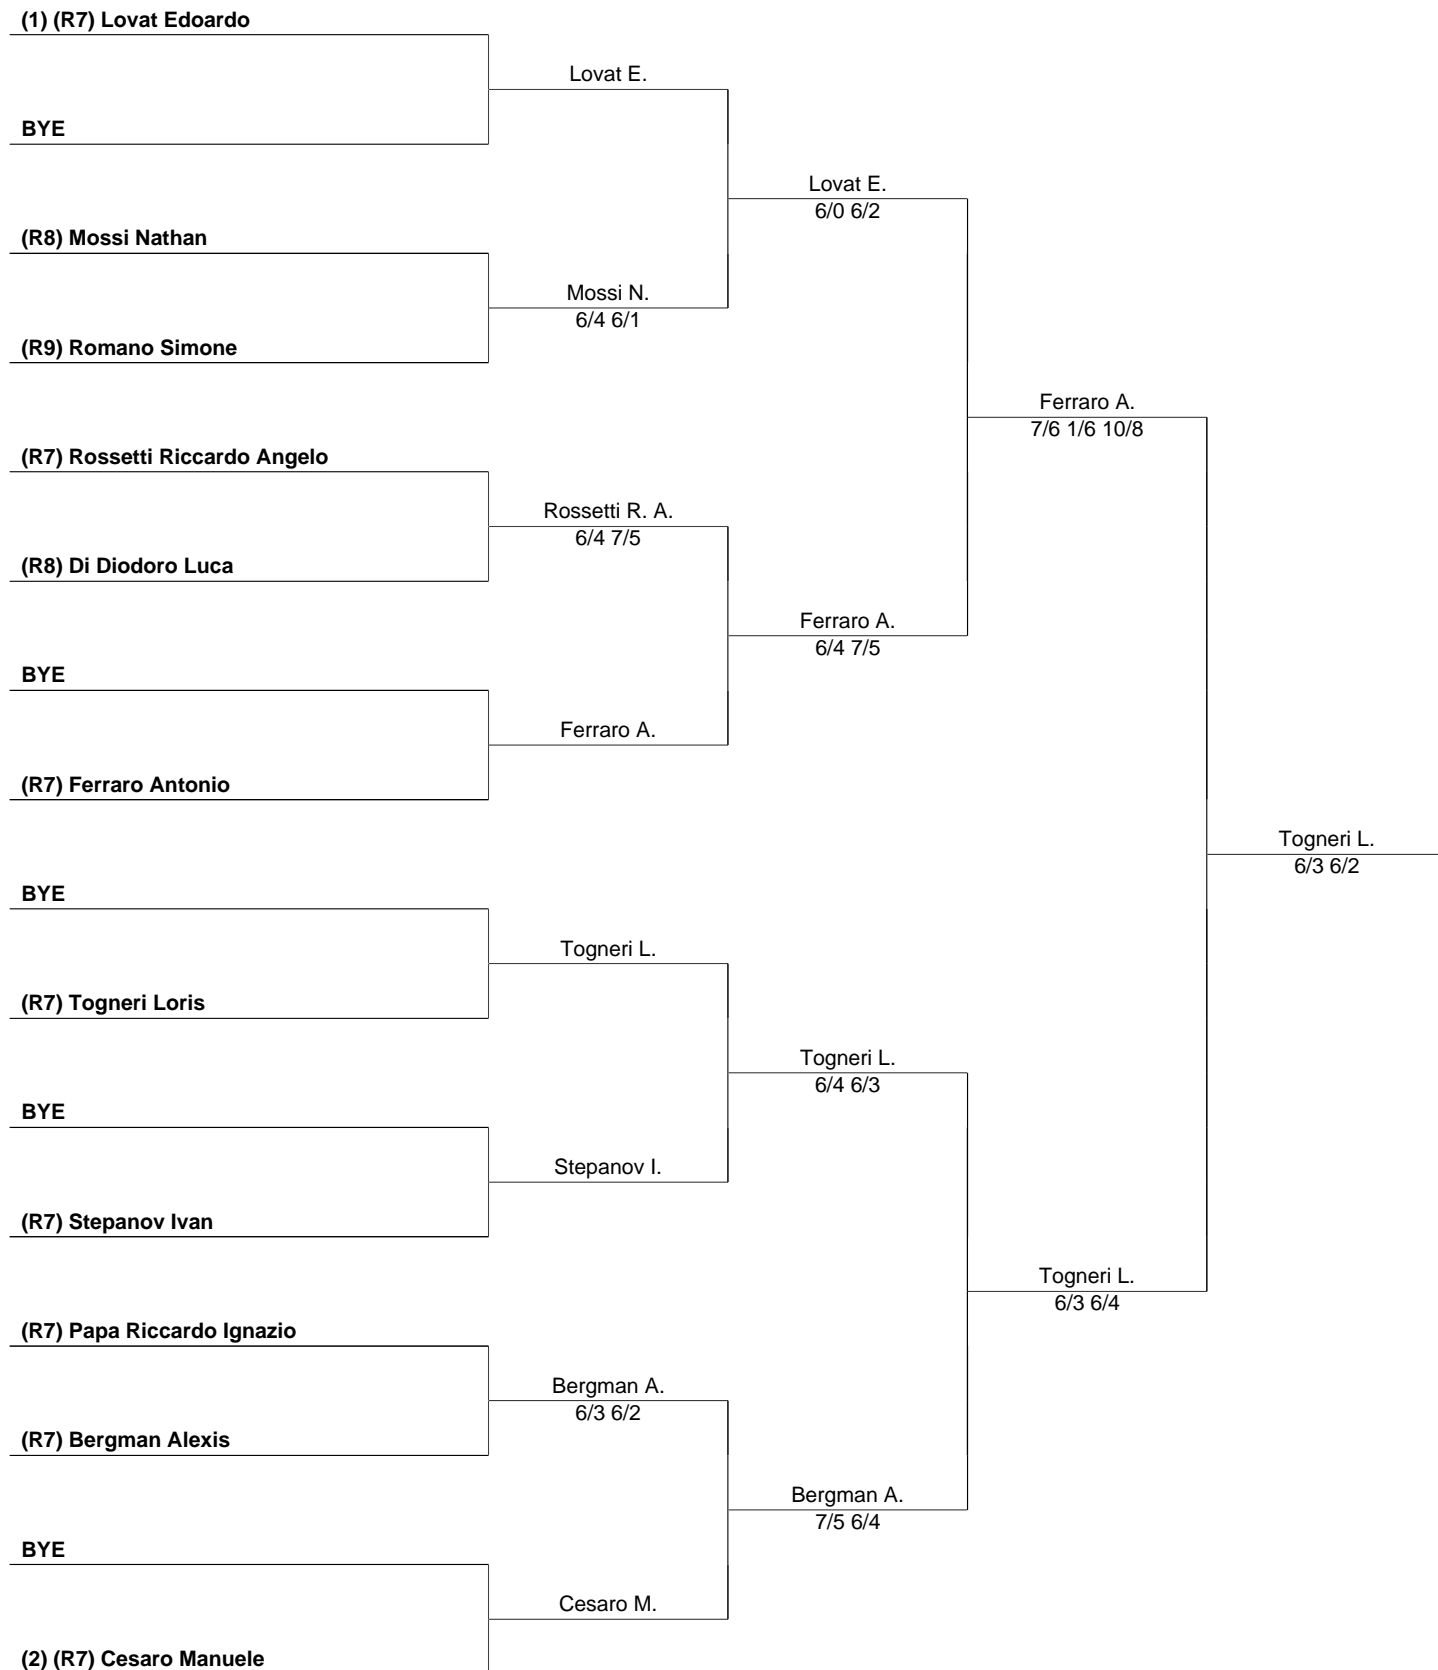 (1) (R7) Lovat Edoardo
Lovat E.
BYE
Lovat E.
6/0 6/2
(R8) Mossi Nathan
Mossi N.
6/4 6/1
(R9) Romano Simone
Ferraro A.
7/6 1/6 10/8
(R7) Rossetti Riccardo Angelo
Rossetti R. A.
6/4 7/5
(R8) Di Diodoro Luca
Ferraro A.
6/4 7/5
BYE
Ferraro A.
(R7) Ferraro Antonio
Togneri L.
6/3 6/2
BYE
Togneri L.
(R7) Togneri Loris
Togneri L.
6/4 6/3
BYE
Stepanov I.
(R7) Stepanov Ivan
Togneri L.
6/3 6/4
(R7) Papa Riccardo Ignazio
Bergman A.
6/3 6/2
(R7) Bergman Alexis
Bergman A.
7/5 6/4
BYE
Cesaro M.
(2) (R7) Cesaro Manuele